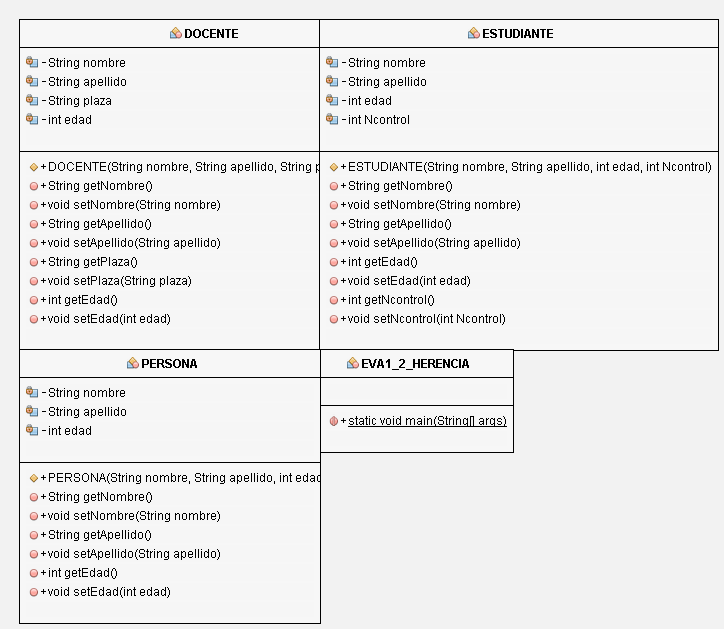 DOCENTE
- String nombre
- String apellido
- String plaza
- int edad
+ DOCENTE(String nombre, String apellido, String
+ String getNombre()
+ void setNombre(String nombre)
+ String getApellido()
+ void setApellido(String apellido)
+ String getPlaza()
+ void setPlaza(String plaza)
+ int getEdad()
+ void setEdad(int edad)
ESTUDIANTE
- String nombre
- String apellido
- int edad
- int Ncontrol
+ ESTUDIANTE(String nombre, String apellido, int edad, int Ncontrol)
+ String getNombre()
+ void setNombre(String nombre)
+ String getApellido()
+ void setApellido(String apellido)
+ int getEdad()
+ void setEdad(int edad)
+ int getNcontrol()
+ void setNcontrol(int Ncontrol)
PERSONA
- String nombre
- String apellido
- int edad
+ PERSONA(String nombre, String apellido, int edad
+ String getNombre()
+ void setNombre(String nombre)
+ String getApellido()
+ void setApellido(String apellido)
+ int getEdad()
+ void setEdad(int edad)
EVA1_2_HERENCIA
+ static void main(String[] args)